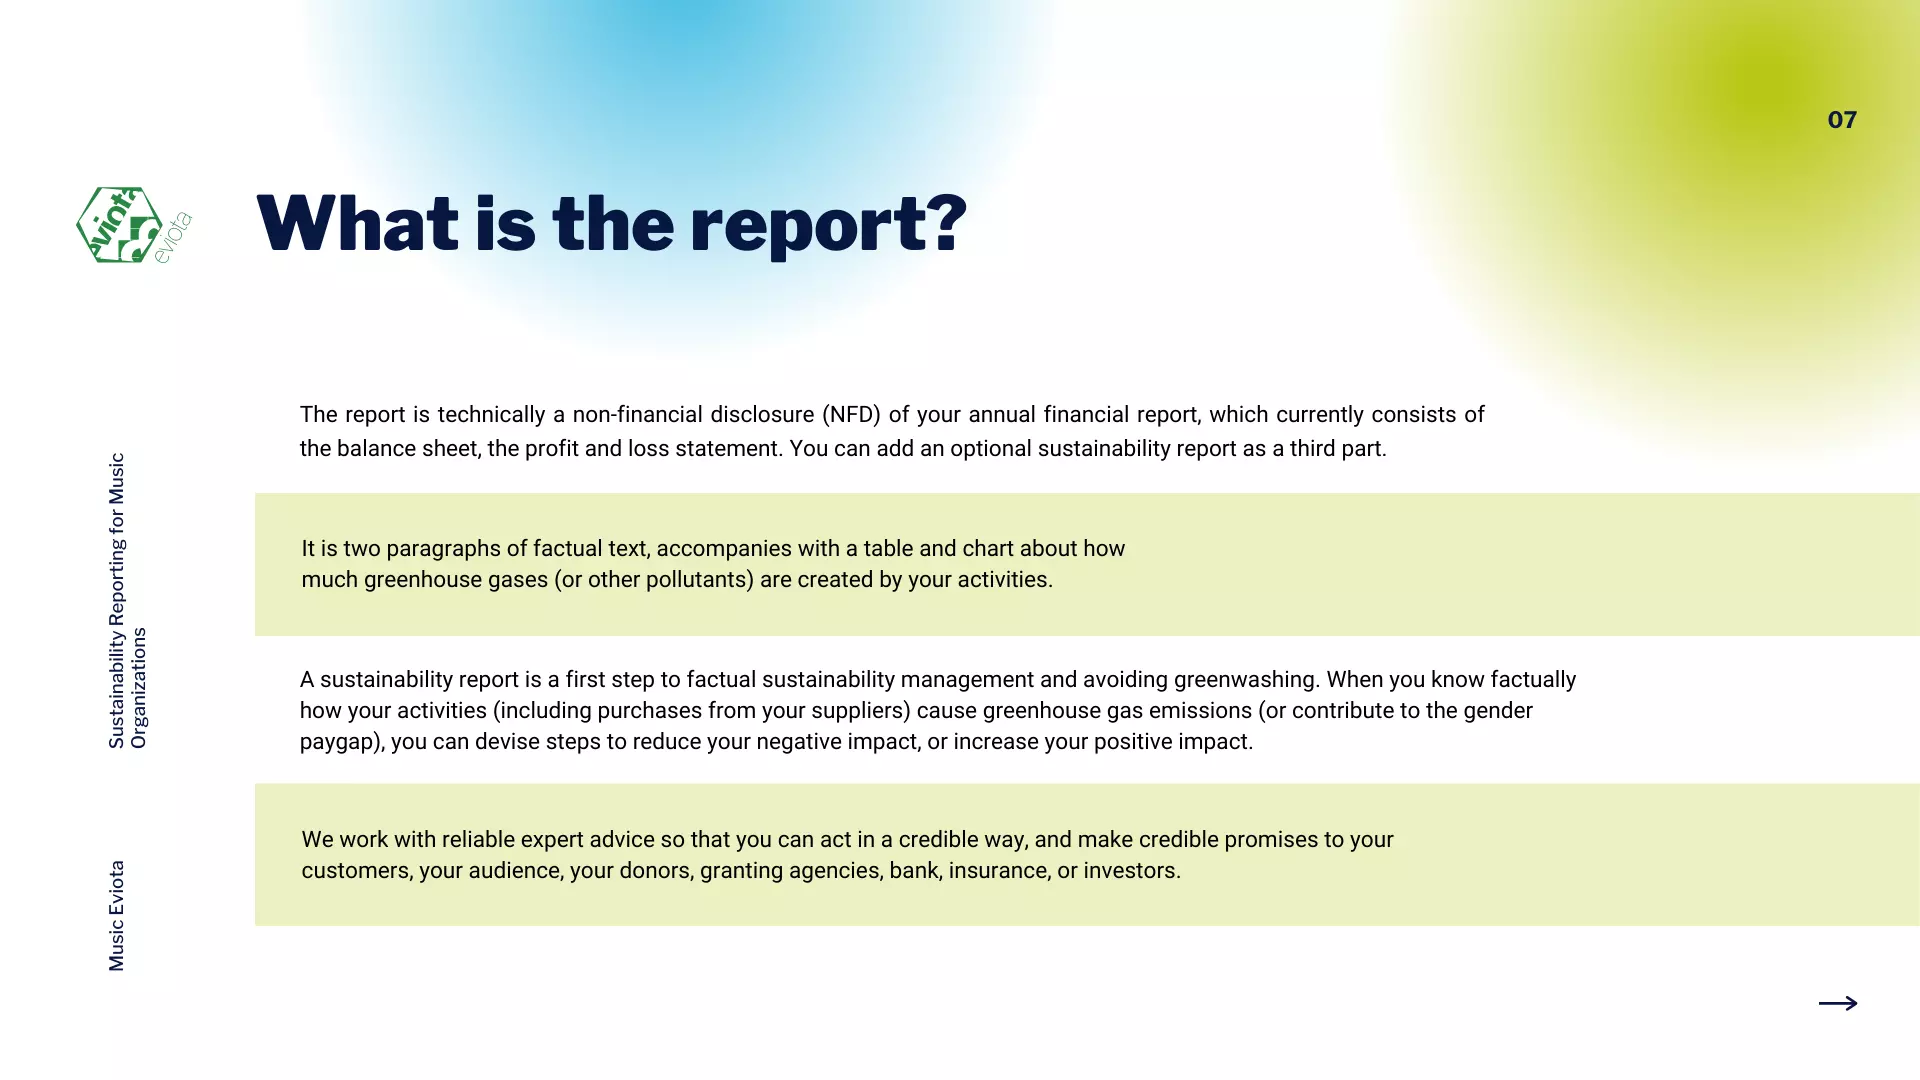 07
eviota
eviota
What is the report?
The report is technically a non-financial disclosure (NFD) of your annual financial report, which currently consists of
the balance sheet, the profit and loss statement. You can add an optional sustainability report as a third part.
It is two paragraphs of factual text, accompanies with a table and chart about how
much greenhouse gases (or other pollutants) are created by your activities.
A sustainability report is a first step to factual sustainability management and avoiding greenwashing. When you know factually
how your activities (including purchases from your suppliers) cause greenhouse gas emissions (or contribute to the gender
paygap), you can devise steps to reduce your negative impact, or increase your positive impact.
We work with reliable expert advice so that you can act in a credible way, and make credible promises to your
customers, your audience, your donors, granting agencies, bank, insurance, or investors.
Sustainability Reporting for Music
Organizations
Music Eviota